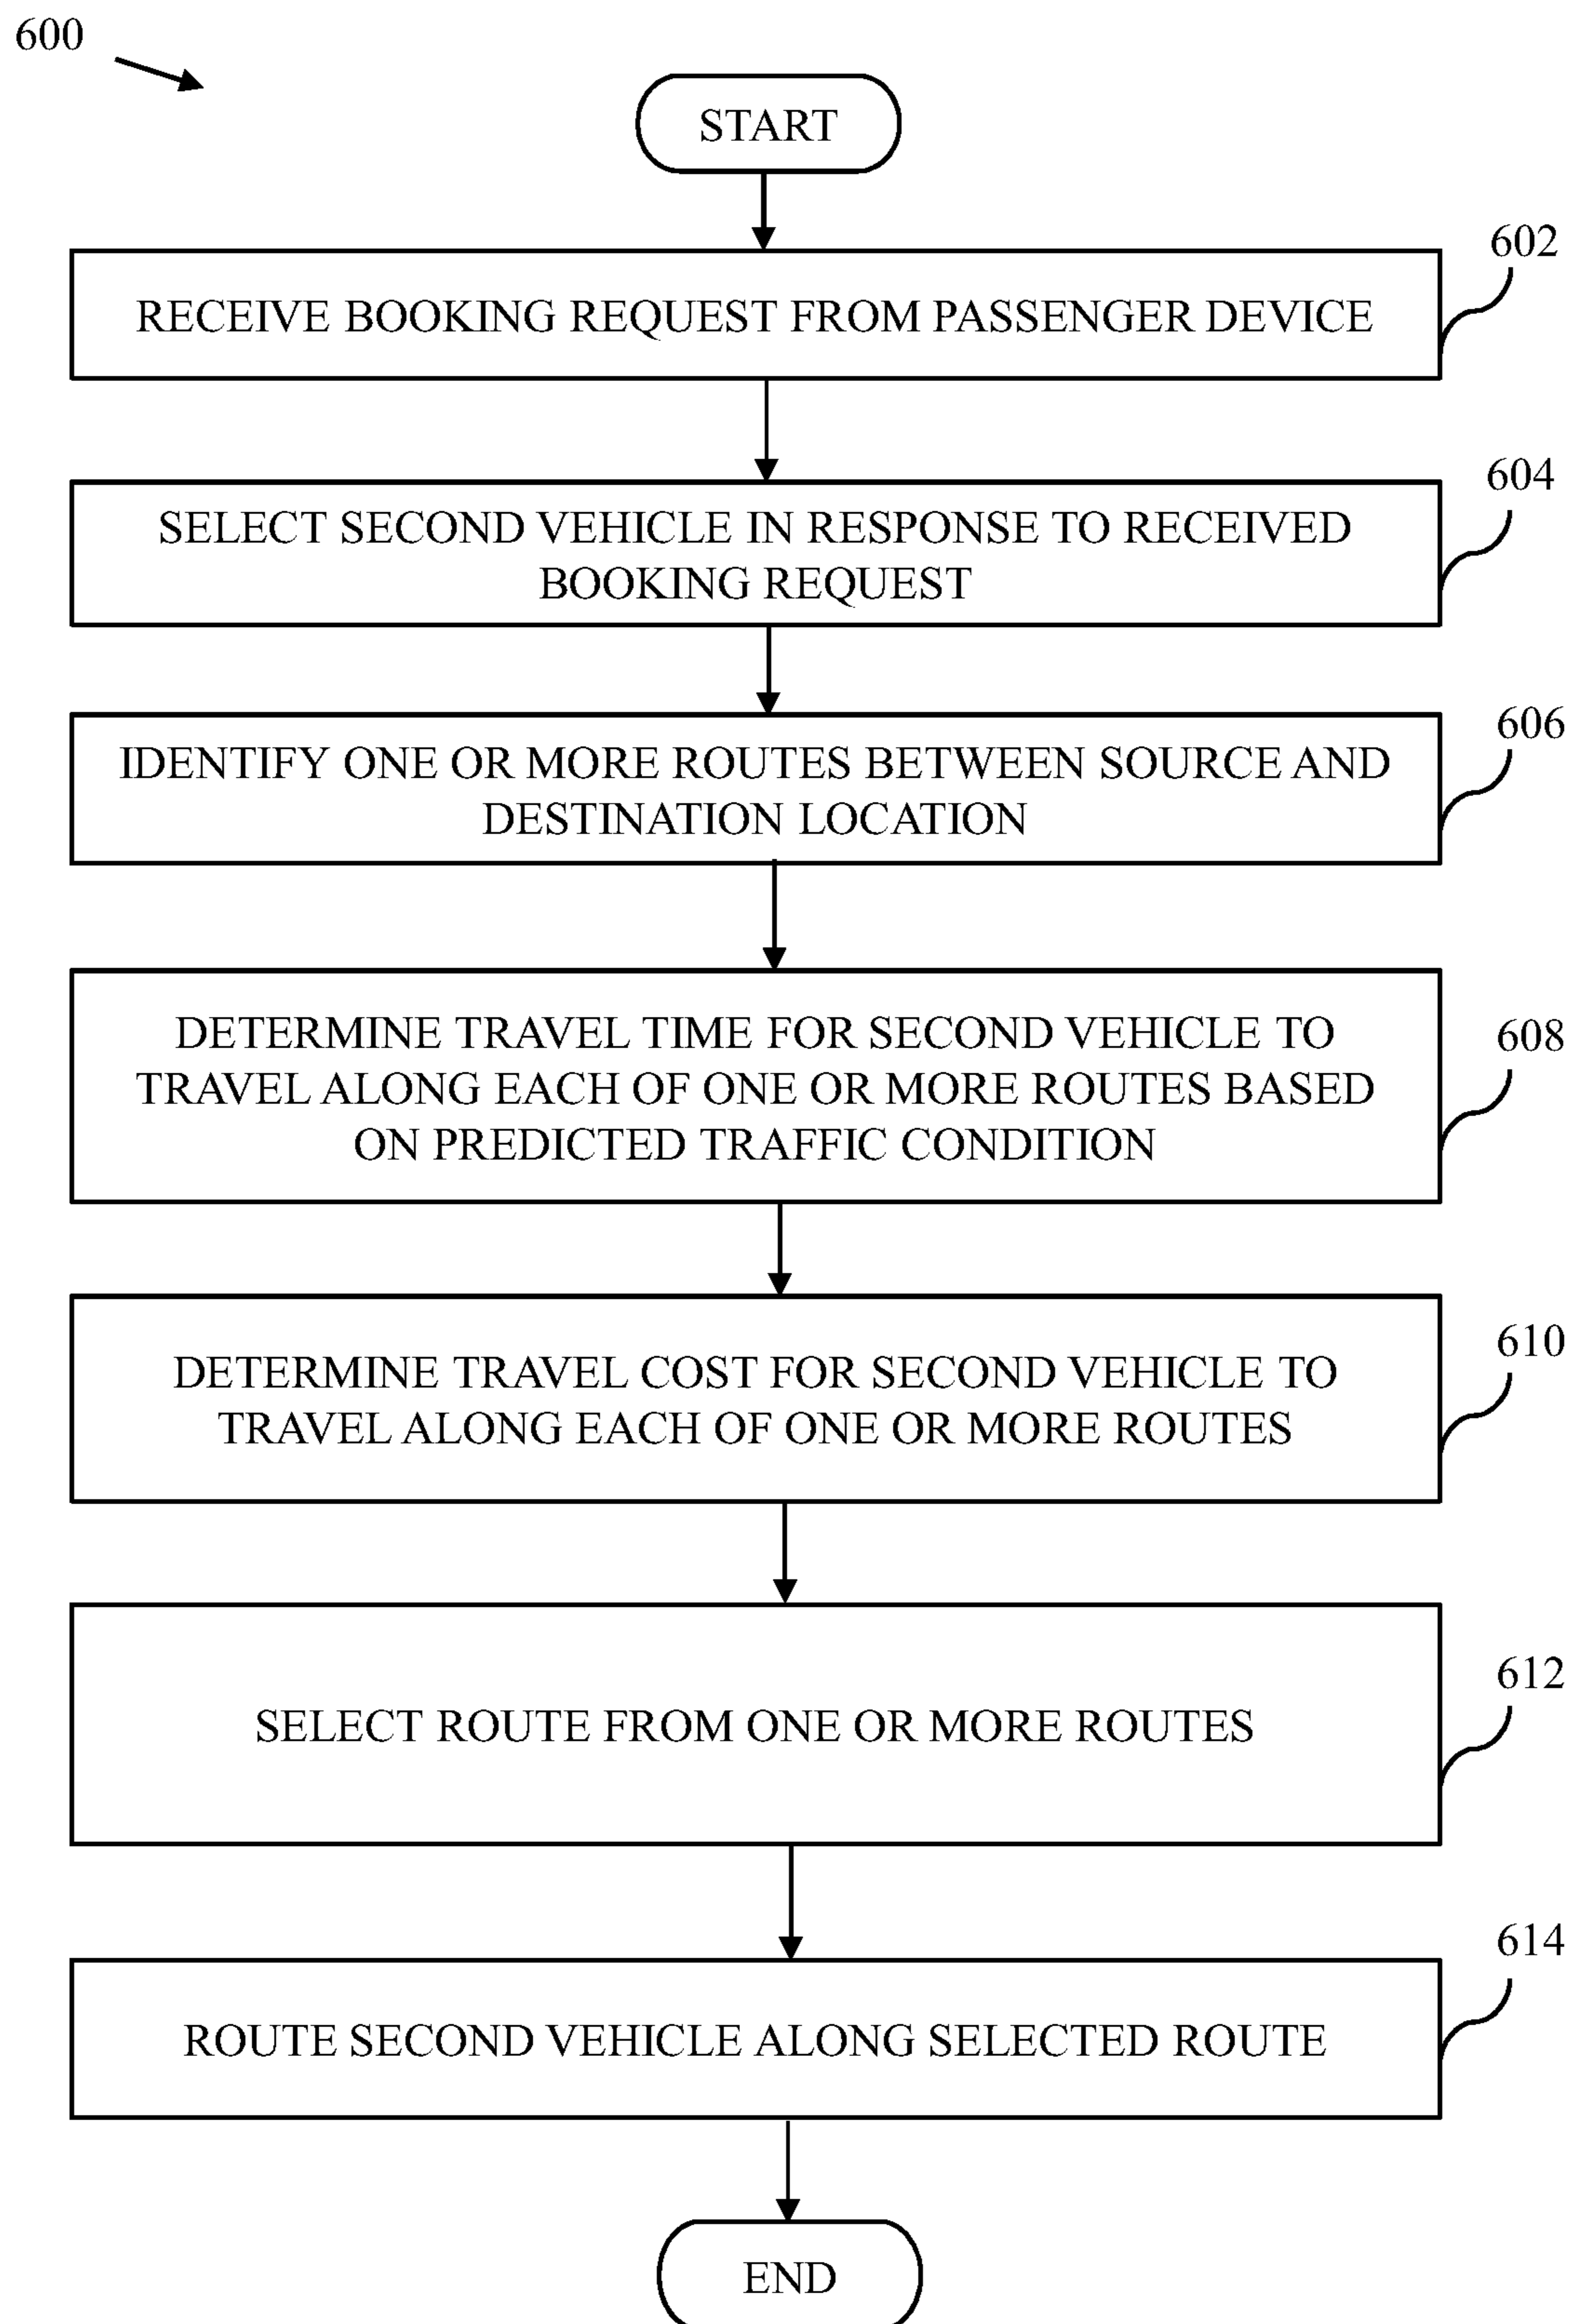 600
START
602
RECEIVE BOOKING REQUEST FROM PASSENGER DEVICE
604
SELECT SECOND VEHICLE IN RESPONSE TO RECEIVED
BOOKING REQUEST
606
IDENTIFY ONE OR MORE ROUTES BETWEEN SOURCE AND
DESTINATION LOCATION
608
DETERMINE TRAVEL TIME FOR SECOND VEHICLE TO
TRAVEL ALONG EACH OF ONE OR MORE ROUTES BASED
ON PREDICTED TRAFFIC CONDITION
610
DETERMINE TRAVEL COST FOR SECOND VEHICLE TO
TRAVEL ALONG EACH OF ONE OR MORE ROUTES
612
SELECT ROUTE FROM ONE OR MORE ROUTES
614
ROUTE SECOND VEHICLE ALONG SELECTED ROUTE
END